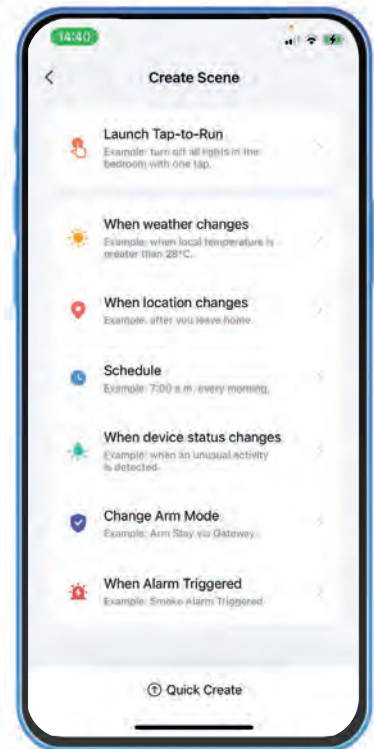 14:40
Create Scene
Launch Tap-to-Run
Example: turn off all lights in the
bedroom with one tap.
When weather changes
Example: when local temperature is
greater than 28°C.
When location changes
Example: after you leave home.
Schedule
Example: 7:00 a.m. every morning.
When device status changes
Example: when an unusual activity
is detected.
Change Arm Mode
Example: Arm Stay via Gateway.
When Alarm Triggered
Example: Smoke Alarm Triggered
Quick Create